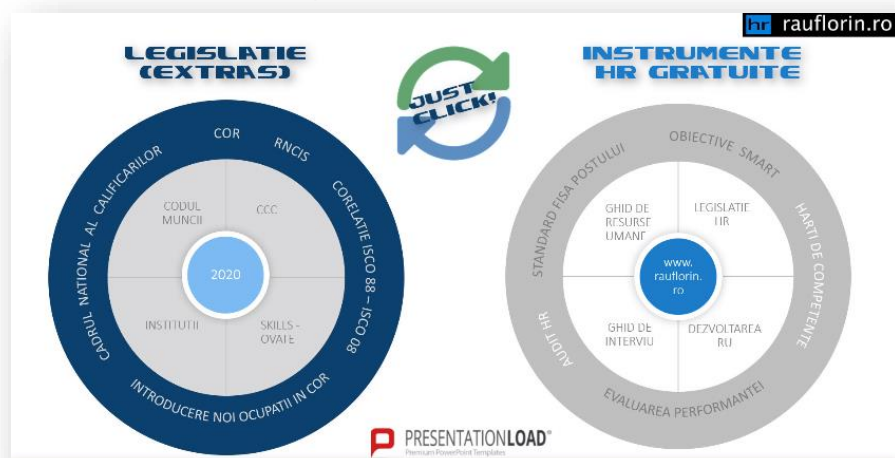 hr rauflorin.ro
LEGISLATIE
(EXTRAS)
JUST
CLICK!
INSTRUMENTE
HR GRATUITE
CADRUL NATIONAL AL CALIFICARILOR
COR
RNCIS
CORELATIE ISCO 88 – ISCO 08
INTRODUCERE NOI OCUPATII IN COR
CODUL
MUNCII
CCC
2020
INSTITUTII
SKILLS -
OVATE
STANDARD FISA POSTULUI
OBIECTIVE SMART
HARTI DE COMPETENTE
EVALUAREA PERFORMANTEI
AUDIT HR
GHID DE
RESURSE
UMANE
LEGISLATIE
HR
www.
rauflorin.
ro
GHID DE
INTERVIU
DEZVOLTAREA
RU
PRESENTATIONLOAD®
Premium PowerPoint Templates